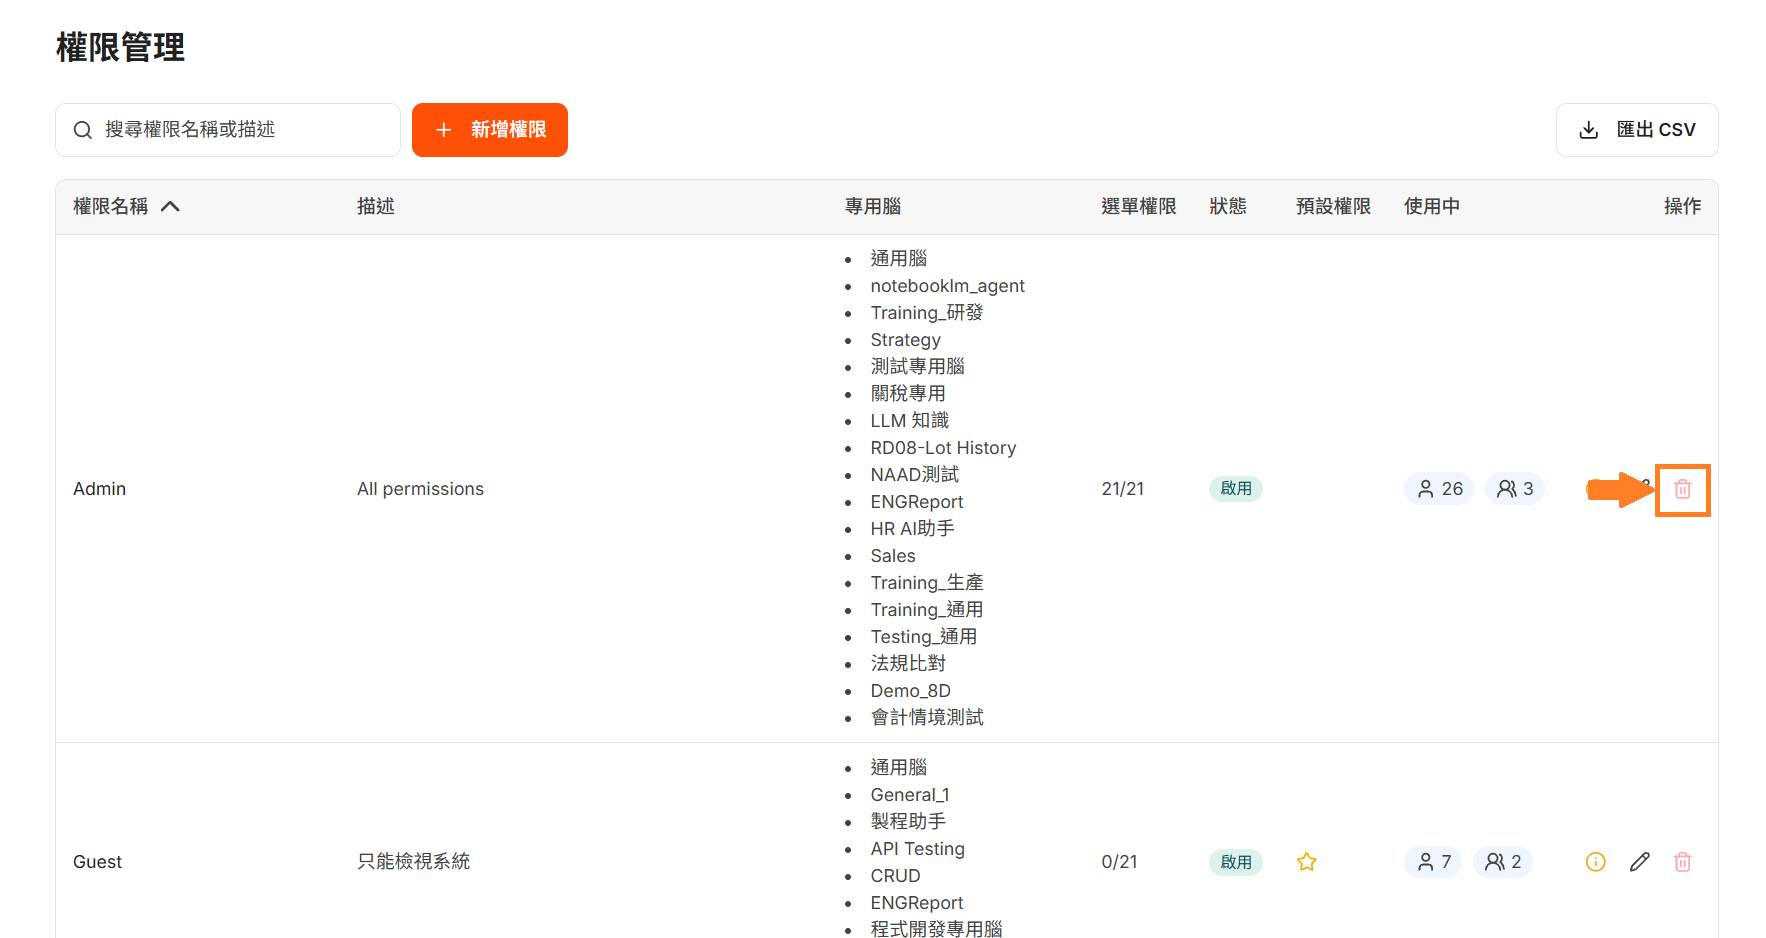 權限管理
搜尋權限名稱或描述
新增權限
匯出 CSV
權限名稱 描述 專用腦 選單權限 狀態 預設權限 使用中 操作
Admin All permissions
通用腦
notebooklm_agent
Training_研發
Strategy
測試專用腦
關稅專用
LLM 知識
RD08-Lot History
NAAD測試
ENGReport
HR AI助手
Sales
Training_生產
Training_通用
Testing_通用
法規比對
Demo_8D
會計情境測試
21/21 啟用 26 3
Guest 只能檢視系統
通用腦
General_1
製程助手
API Testing
CRUD
ENGReport
程式開發專用腦
0/21 啟用 7 2